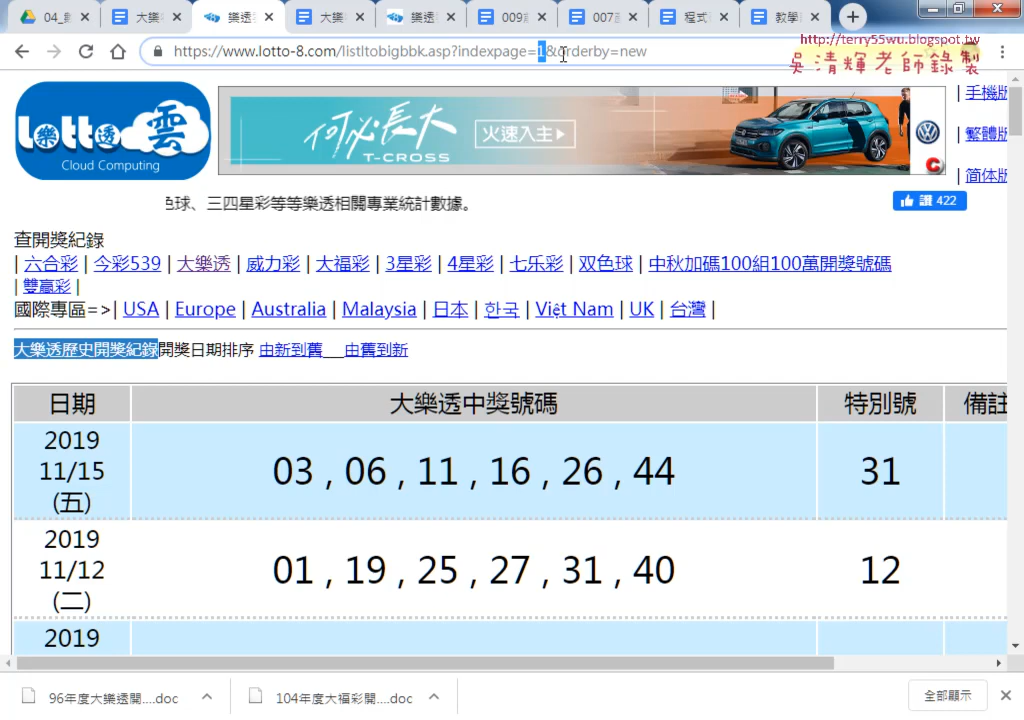 04_
大樂
樂透
大樂
樂透
009
007
程式
教學
https://www.lotto-8.com/listltobigbbk.asp?indexpage=1&orderby=new
http://terry55wu.blogspot.tw
吳清輝老師錄製
樂透雲
Cloud Computing
何必長大
T-CROSS
火速入主
手機版
繁體版
简体版
色球、三四星彩等等樂透相關專業統計數據。
讚 422
查開獎紀錄
| 六合彩 | 今彩539 | 大樂透 | 威力彩 | 大福彩 | 3星彩 | 4星彩 | 七乐彩 | 双色球 | 中秋加碼100組100萬開獎號碼
| 雙贏彩 |
國際專區=>| USA | Europe | Australia | Malaysia | 日本 | 한국 | Việt Nam | UK | 台灣 |
大樂透歷史開獎紀錄開獎日期排序 由新到舊 由舊到新
日期 大樂透中獎號碼 特別號 備註
2019
11/15
(五)
03 , 06 , 11 , 16 , 26 , 44
31
2019
11/12
(二)
01 , 19 , 25 , 27 , 31 , 40
12
2019
96年度大樂透開....doc
104年度大福彩開....doc
全部顯示